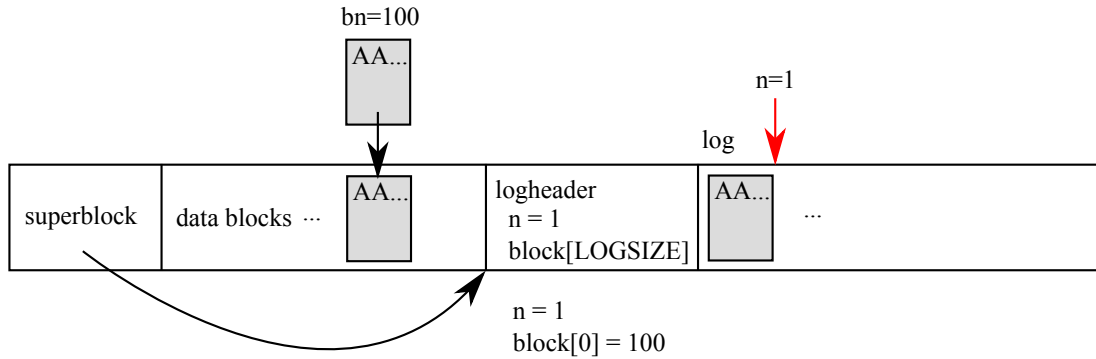 bn=100
AA...
n=1
log
superblock
data blocks ...
AA...
logheader
n = 1
block[LOGSIZE]
AA...
...
n = 1
block[0] = 100